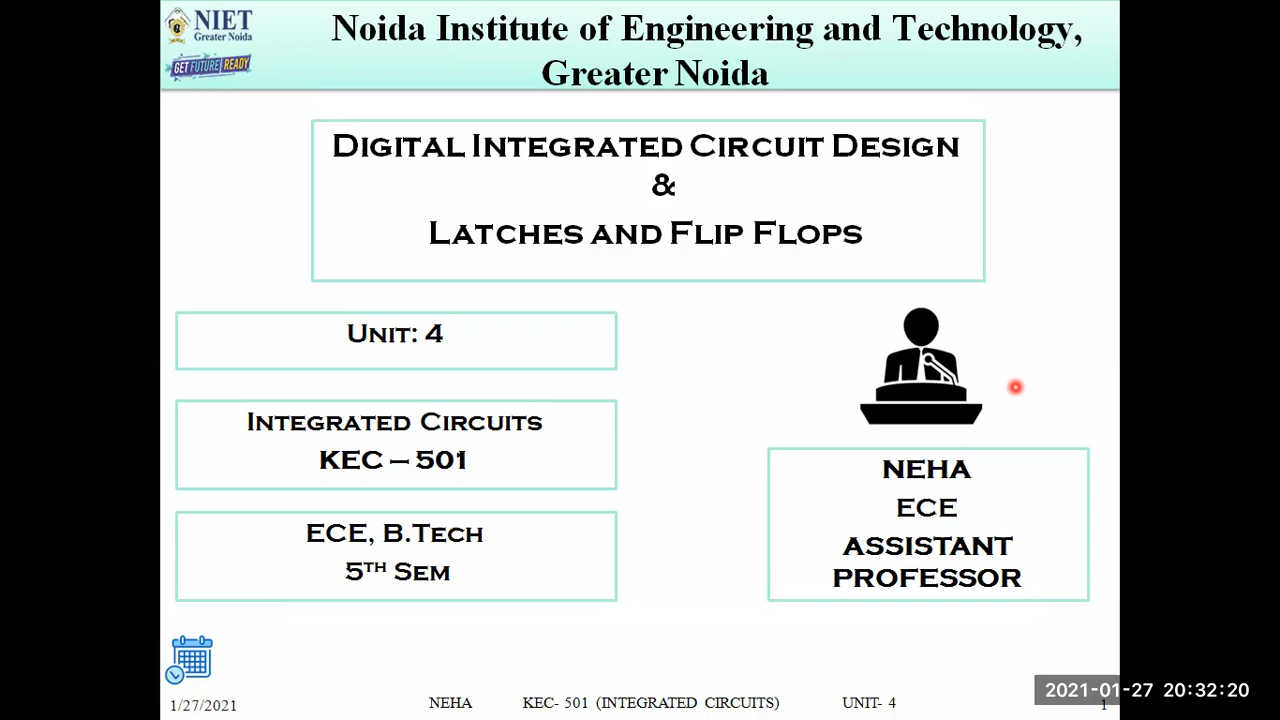 NIET
Greater Noida
GET FUTURE READY
Noida Institute of Engineering and Technology,
Greater Noida
DIGITAL INTEGRATED CIRCUIT DESIGN
&
LATCHES AND FLIP FLOPS
UNIT: 4
INTEGRATED CIRCUITS
KEC – 501
ECE, B.TECH
5TH SEM
NEHA
ECE
ASSISTANT
PROFESSOR
1/27/2021
NEHA KEC- 501 (INTEGRATED CIRCUITS) UNIT- 4
2021-01-27 20:32:20
1